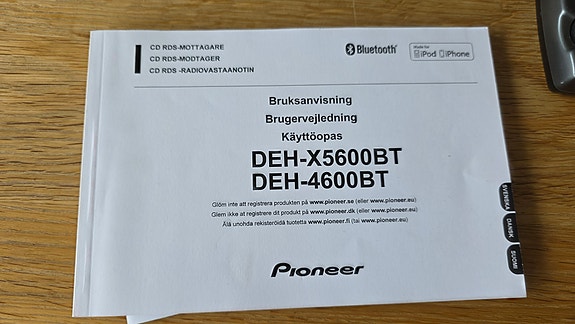 CD RDS-MOTTAGARE
CD RDS-MODTAGER
CD RDS -RADIOVASTAANOTIN
Bluetooth
Made for
iPod iPhone
Bruksanvisning
Brugervejledning
Käyttöopas
DEH-X5600BT
DEH-4600BT
Glöm inte att registrera produkten på www.pioneer.se (eller www.pioneer.eu)
Glem ikke at registrere dit produkt på www.pioneer.dk (eller www.pioneer.eu)
Älä unohda rekisteröidä tuotetta www.pioneer.fi (tai www.pioneer.eu)
SVENSKA
DANSK
SUOMI
Pioneer